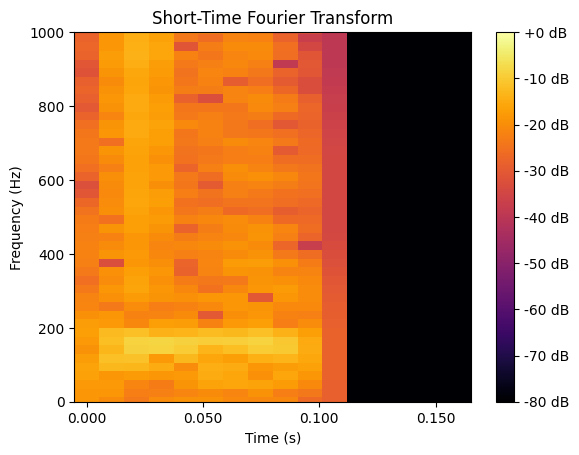 Short-Time Fourier Transform
1000
800
600
400
200
0
Frequency (Hz)
0.000
0.050
0.100
0.150
Time (s)
+0 dB
-10 dB
-20 dB
-30 dB
-40 dB
-50 dB
-60 dB
-70 dB
-80 dB